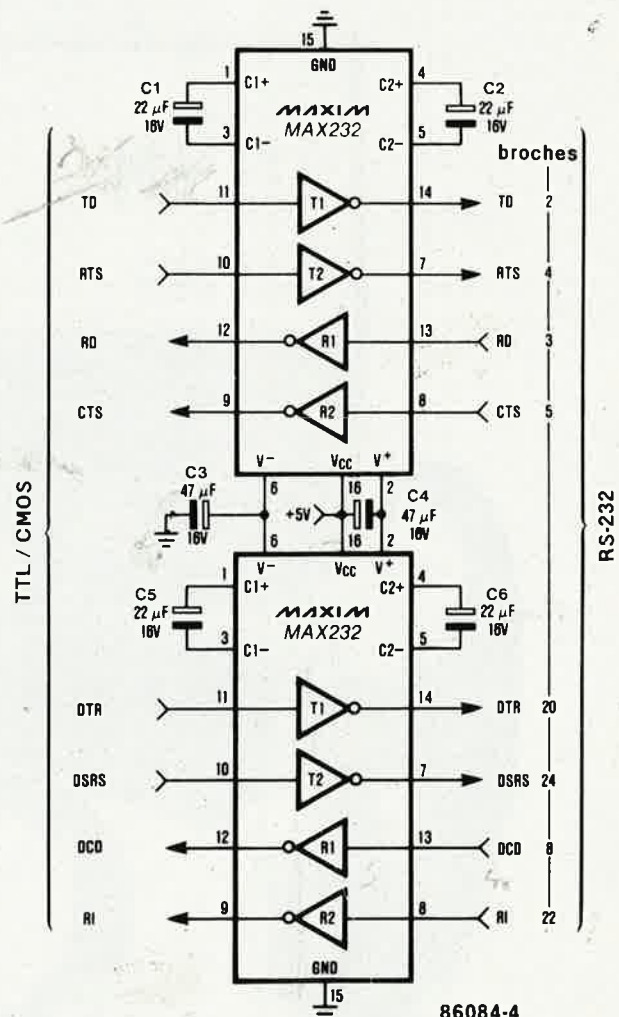 15
GND
1 C1+ C2+ 4
C1 22 µF 16V
C2 22 µF 16V
MAXIM
MAX232
3 C1- C2- 5
broches
TD 11 T1 14 TD 2
RTS 10 T2 7 RTS 4
RD 12 R1 13 RD 3
CTS 9 R2 8 CTS 5
V- VCC V+
C3 47 µF 16V
6 16 2
+5V
C4 47 µF 16V
6 16 2
V- VCC V+
TTL / CMOS
RS-232
1 C1+ C2+ 4
C5 22 µF 16V
C6 22 µF 16V
MAXIM
MAX232
3 C1- C2- 5
DTR 11 T1 14 DTR 20
DSRS 10 T2 7 DSRS 24
DCD 12 R1 13 DCD 8
RI 9 R2 8 RI 22
GND
15
86084-4